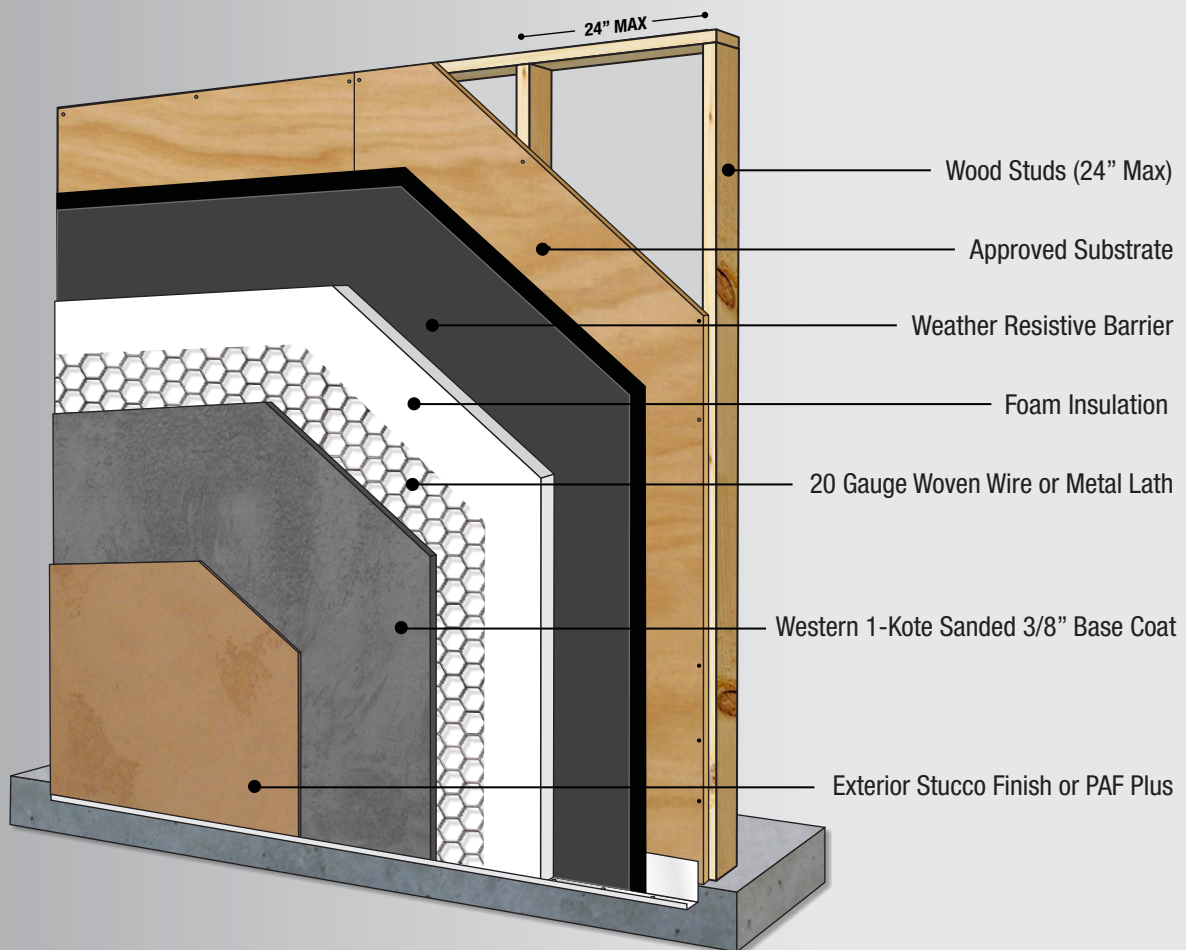 24” MAX
Wood Studs (24” Max)
Approved Substrate
Weather Resistive Barrier
Foam Insulation
20 Gauge Woven Wire or Metal Lath
Western 1-Kote Sanded 3/8” Base Coat
Exterior Stucco Finish or PAF Plus